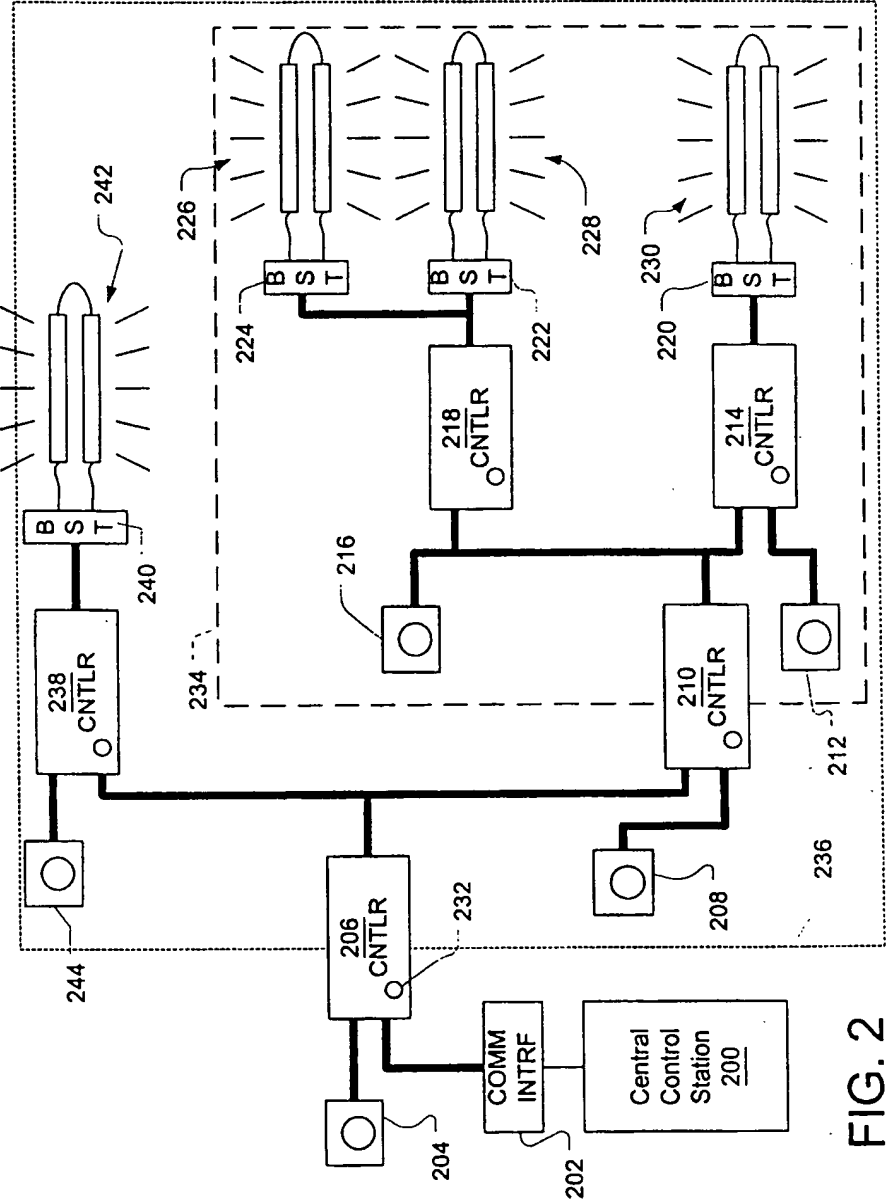 242
226
228
230
B
S
T
224
B
S
T
222
B
S
T
220
B
S
T
240
218
CNTLR
214
CNTLR
216
234
238
CNTLR
210
CNTLR
212
244
206
CNTLR
232
208
236
204
COMM
INTRF
202
Central
Control
Station
200
FIG. 2